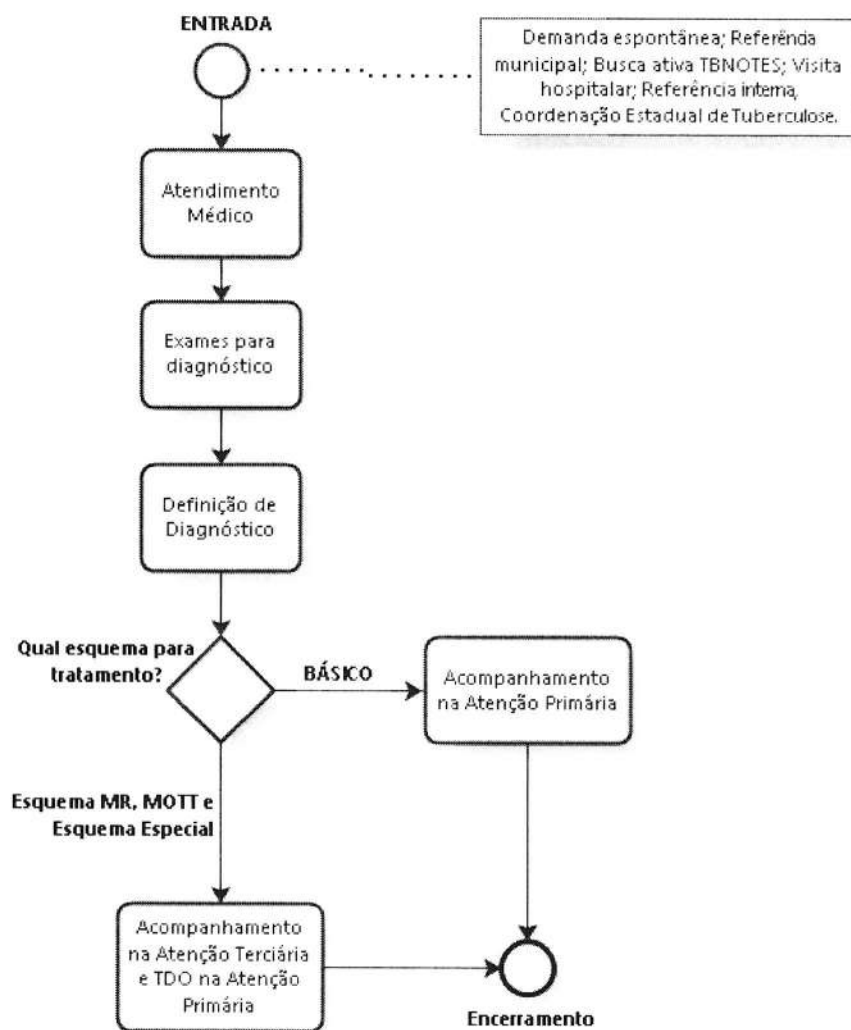 ENTRADA
Demanda espontânea; Referência
municipal; Busca ativa TBNOTES; Visita
hospitalar; Referência interna,
Coordenação Estadual de Tuberculose.
Atendimento
Médico
Exames para
diagnóstico
Definição de
Diagnóstico
Qual esquema para
tratamento?
BÁSICO
Acompanhamento
na Atenção Primária
Esquema MR, MOTT e
Esquema Especial
Acompanhamento
na Atenção Terciária
e TDO na Atenção
Primária
Encerramento